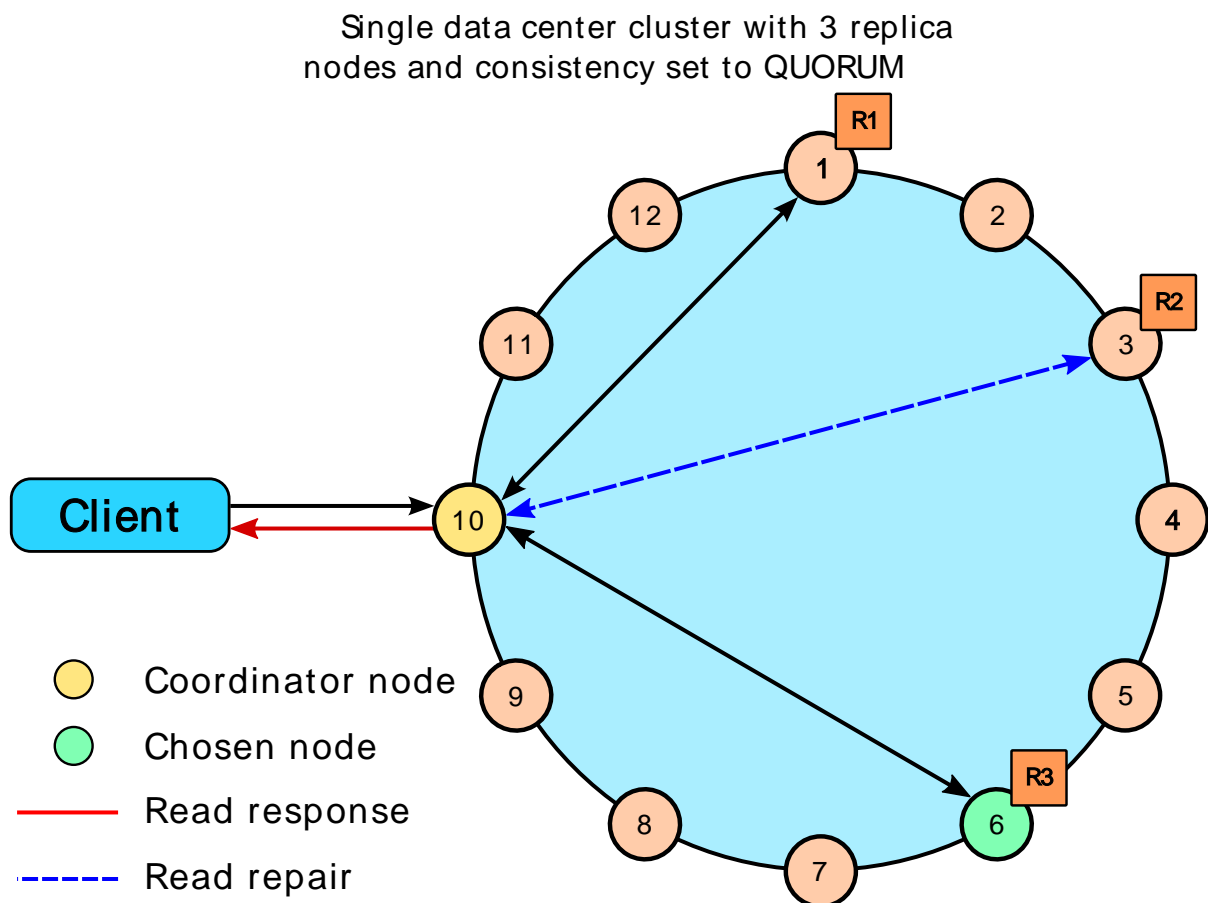 Single data center cluster with 3 replica
nodes and consistency set to QUORUM
R1
1
12
2
R2
11
3
Client
10
4
Coordinator node
9
5
Chosen node
R3
Read response
8
6
7
Read repair